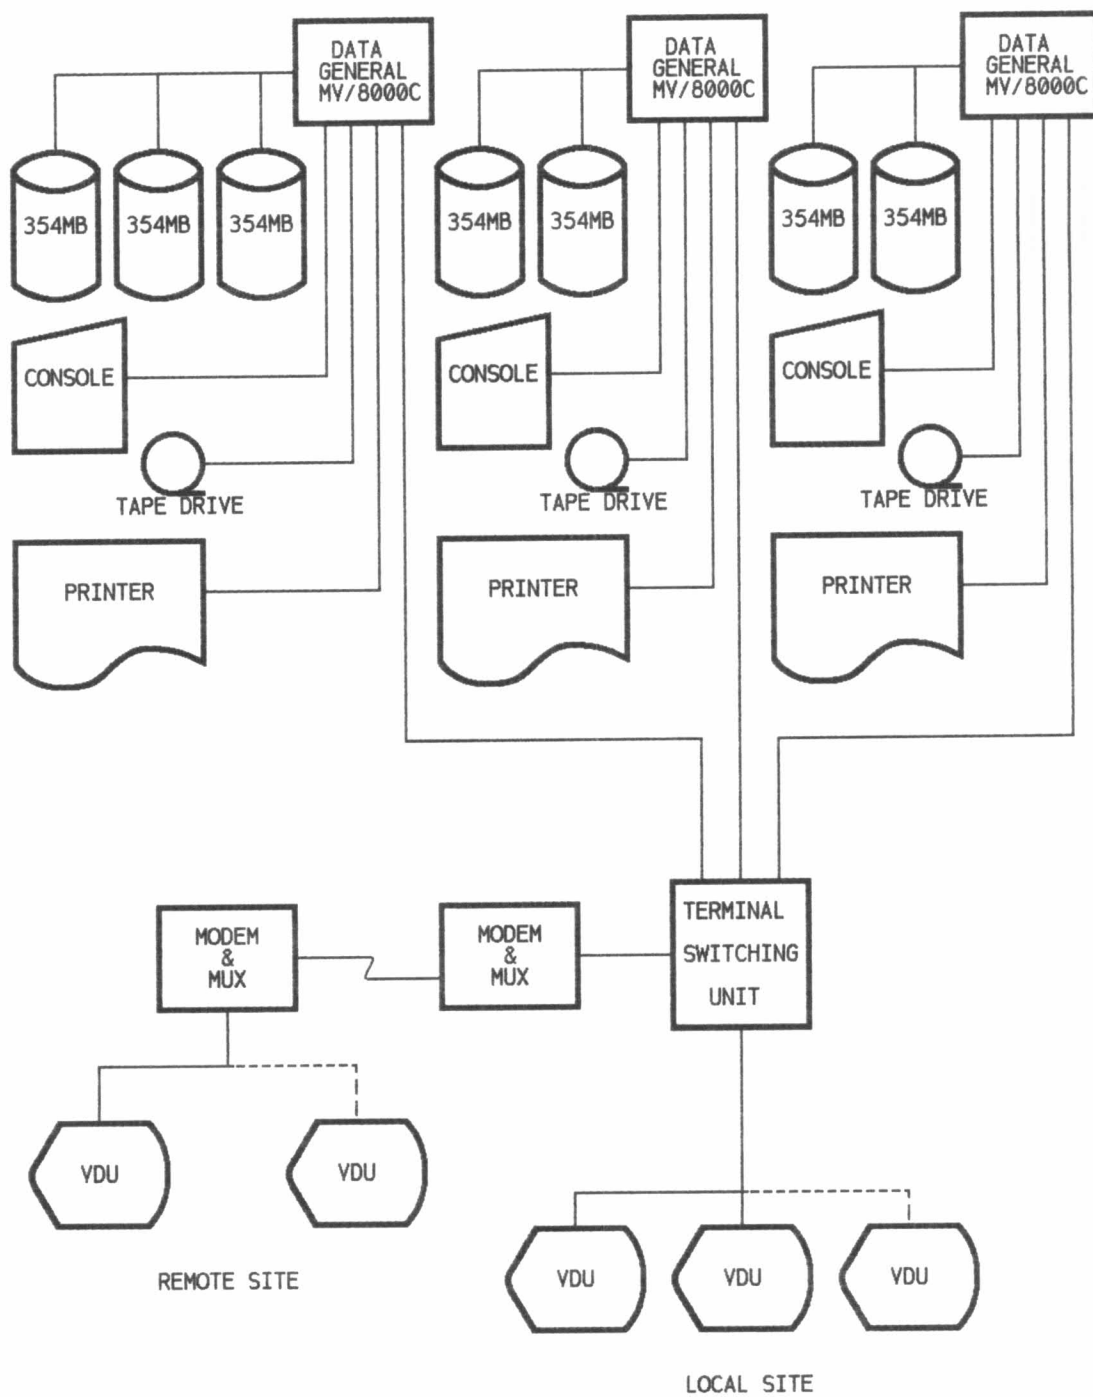 DATA
GENERAL
MV/8000C
DATA
GENERAL
MV/8000C
DATA
GENERAL
MV/8000C
354MB
354MB
354MB
354MB
354MB
354MB
354MB
CONSOLE
CONSOLE
CONSOLE
TAPE DRIVE
TAPE DRIVE
TAPE DRIVE
PRINTER
PRINTER
PRINTER
MODEM
&
MUX
MODEM
&
MUX
TERMINAL
SWITCHING
UNIT
VDU
VDU
REMOTE SITE
VDU
VDU
VDU
LOCAL SITE